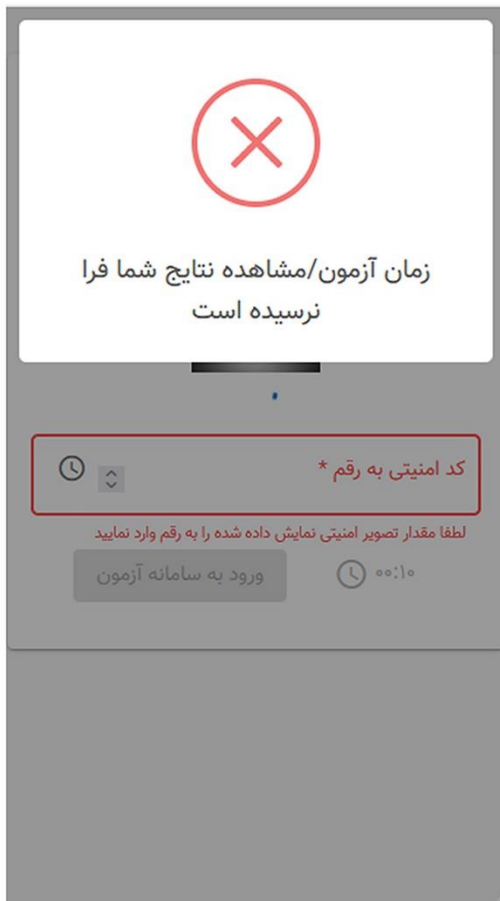 زمان آزمون/مشاهده نتایج شما فرا
نرسیده است
کد امنیتی به رقم *
لطفا مقدار تصویر امنیتی نمایش داده شده را به رقم وارد نمایید
۰۰:۱۰
ورود به سامانه آزمون